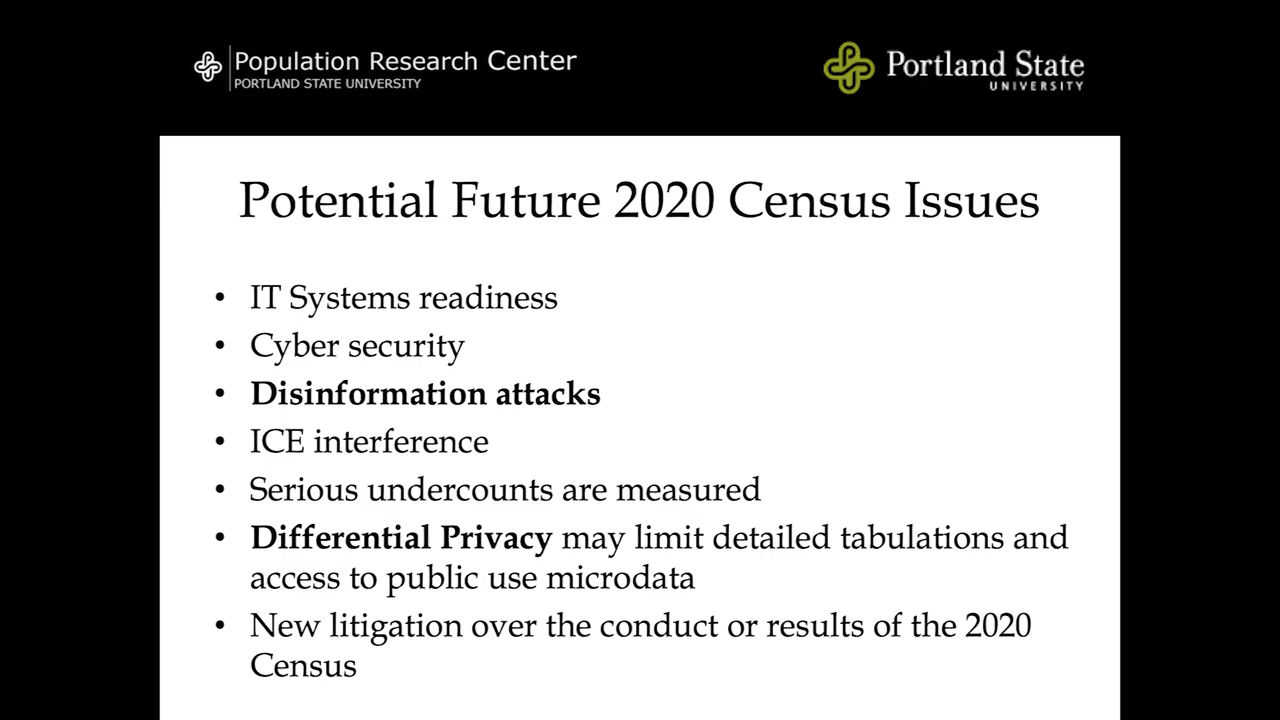 Population Research Center
PORTLAND STATE UNIVERSITY
Portland State
UNIVERSITY
Potential Future 2020 Census Issues
• IT Systems readiness
• Cyber security
• Disinformation attacks
• ICE interference
• Serious undercounts are measured
• Differential Privacy may limit detailed tabulations and
access to public use microdata
• New litigation over the conduct or results of the 2020
Census